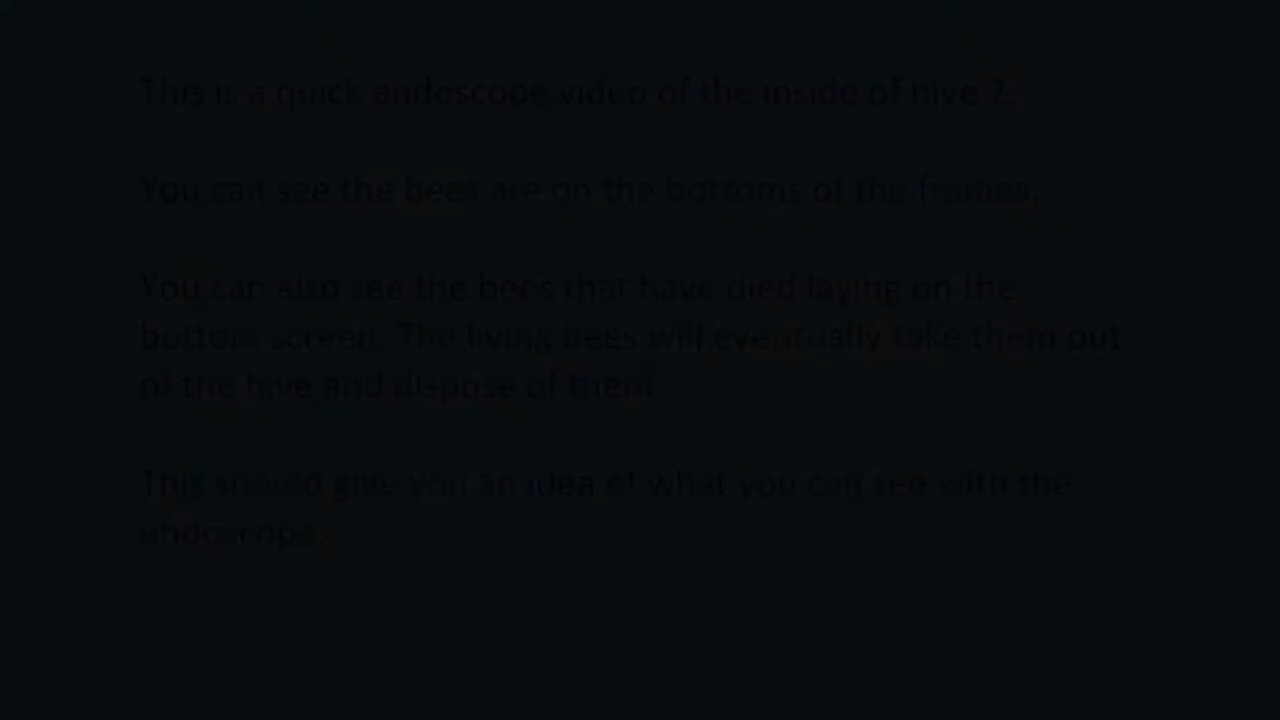 This is a quick endoscope video of the inside of hive 2.
You can see the bees are on the bottoms of the frames.
You can also see the bees that have died laying on the
bottom screen. The living bees will eventually take them out
of the hive and dispose of them.
This should give you an idea of what you can see with the
endoscope.